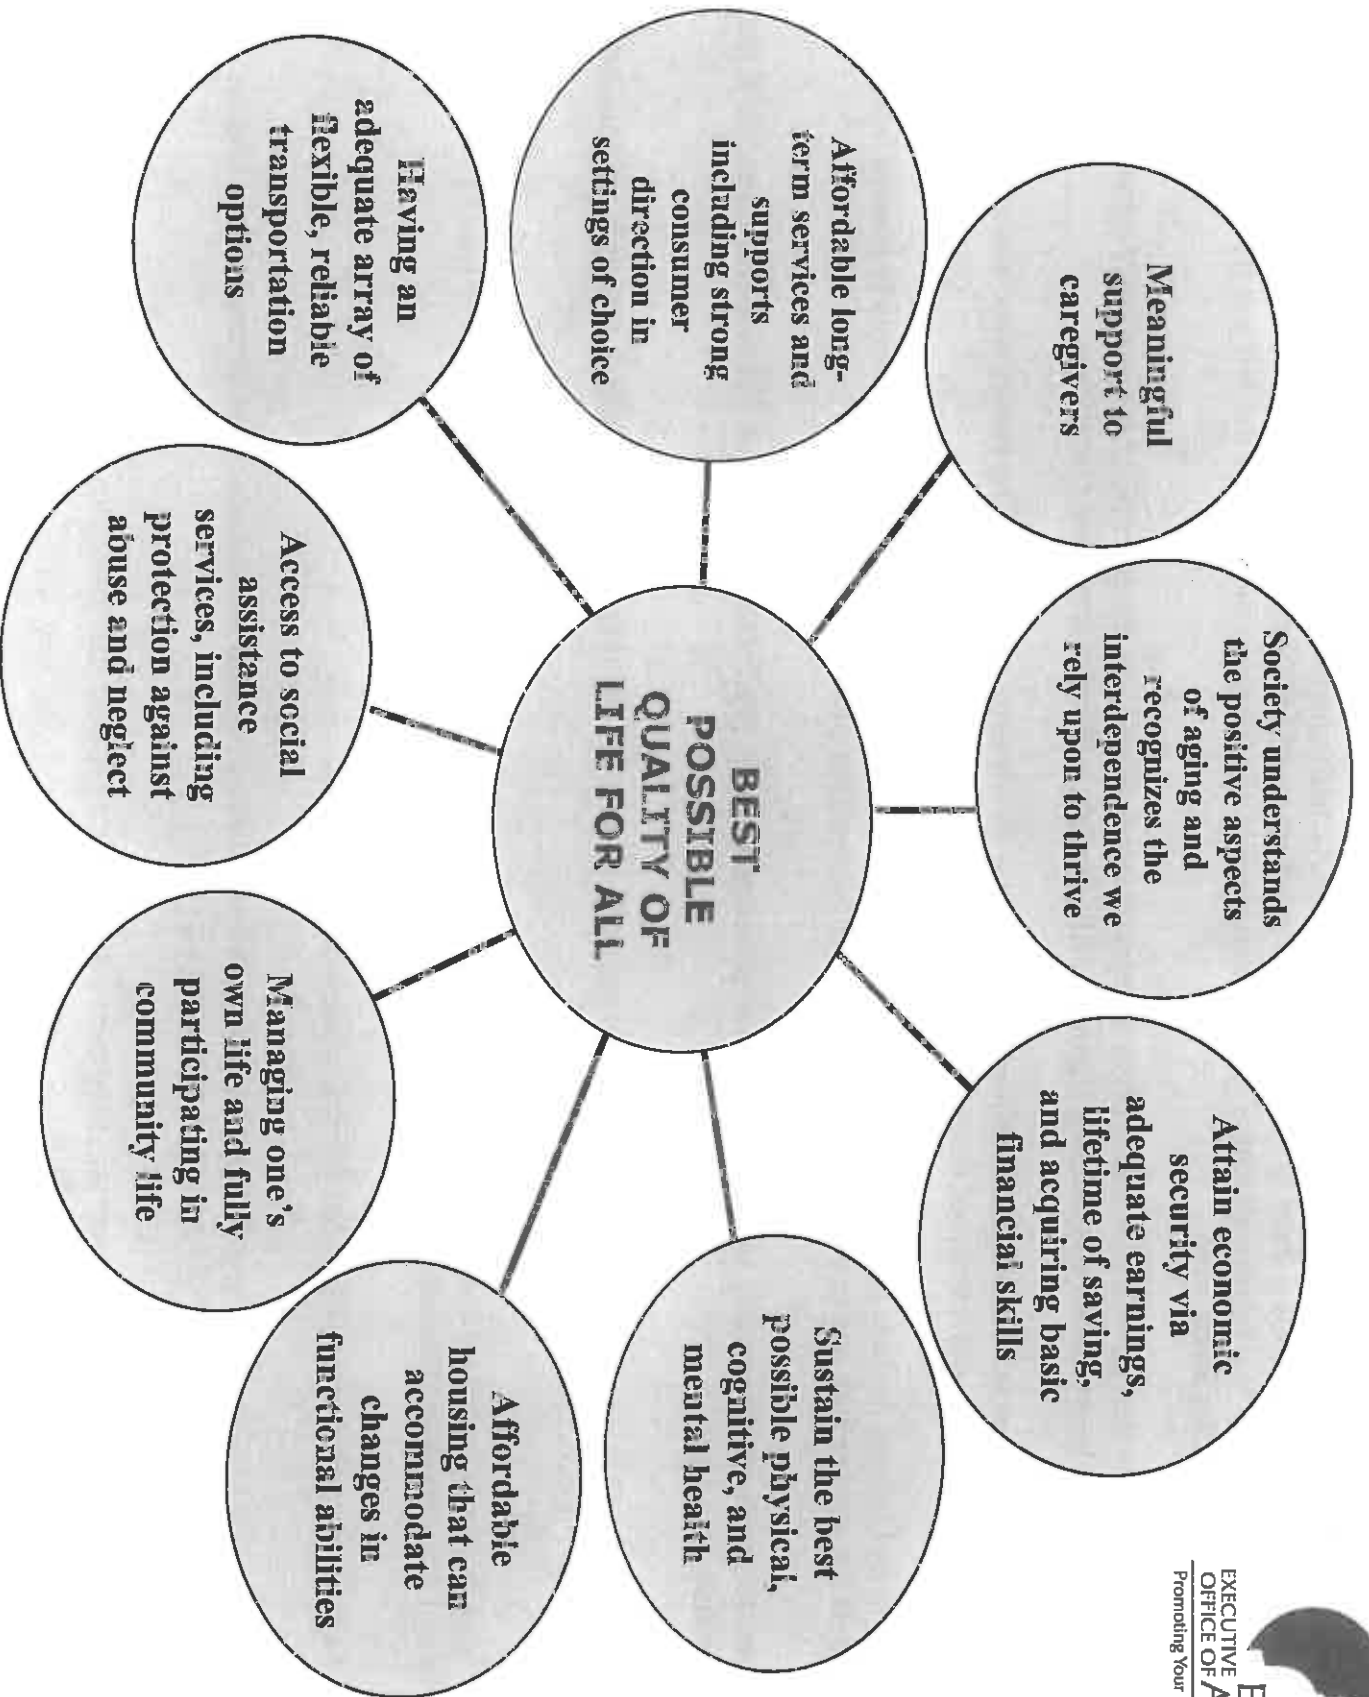 EXECUTIVE
OFFICE OF
Promoting Your
Society understands
the positive aspects
of aging and
recognizes the
interdependence we
rely upon to thrive
Attain economic
security via
adequate earnings,
lifetime of saving,
and acquiring basic
financial skills
Meaningful
support to
caregivers
Sustain the best
possible physical,
cognitive, and
mental health
Affordable long-
term services and
supports
including strong
consumer
direction in
settings of choice
BEST
POSSIBLE
QUALITY OF
LIFE FOR ALL
Affordable
housing that can
accommodate
changes in
functional abilities
Having an
adequate array of
flexible, reliable
transportation
options
Access to social
assistance
services, including
protection against
abuse and neglect
Managing one's
own life and fully
participating in
community life